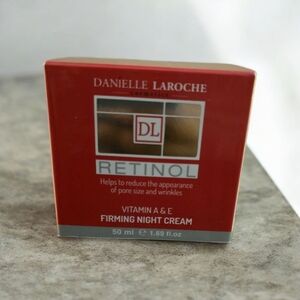 DANIELLE LAROCHE
DL
RETINOL
Helps to reduce the appearance
of pore size and wrinkles
VITAMIN A & E
FIRMING NIGHT CREAM
50 ml ℮ 1.69 fl.oz